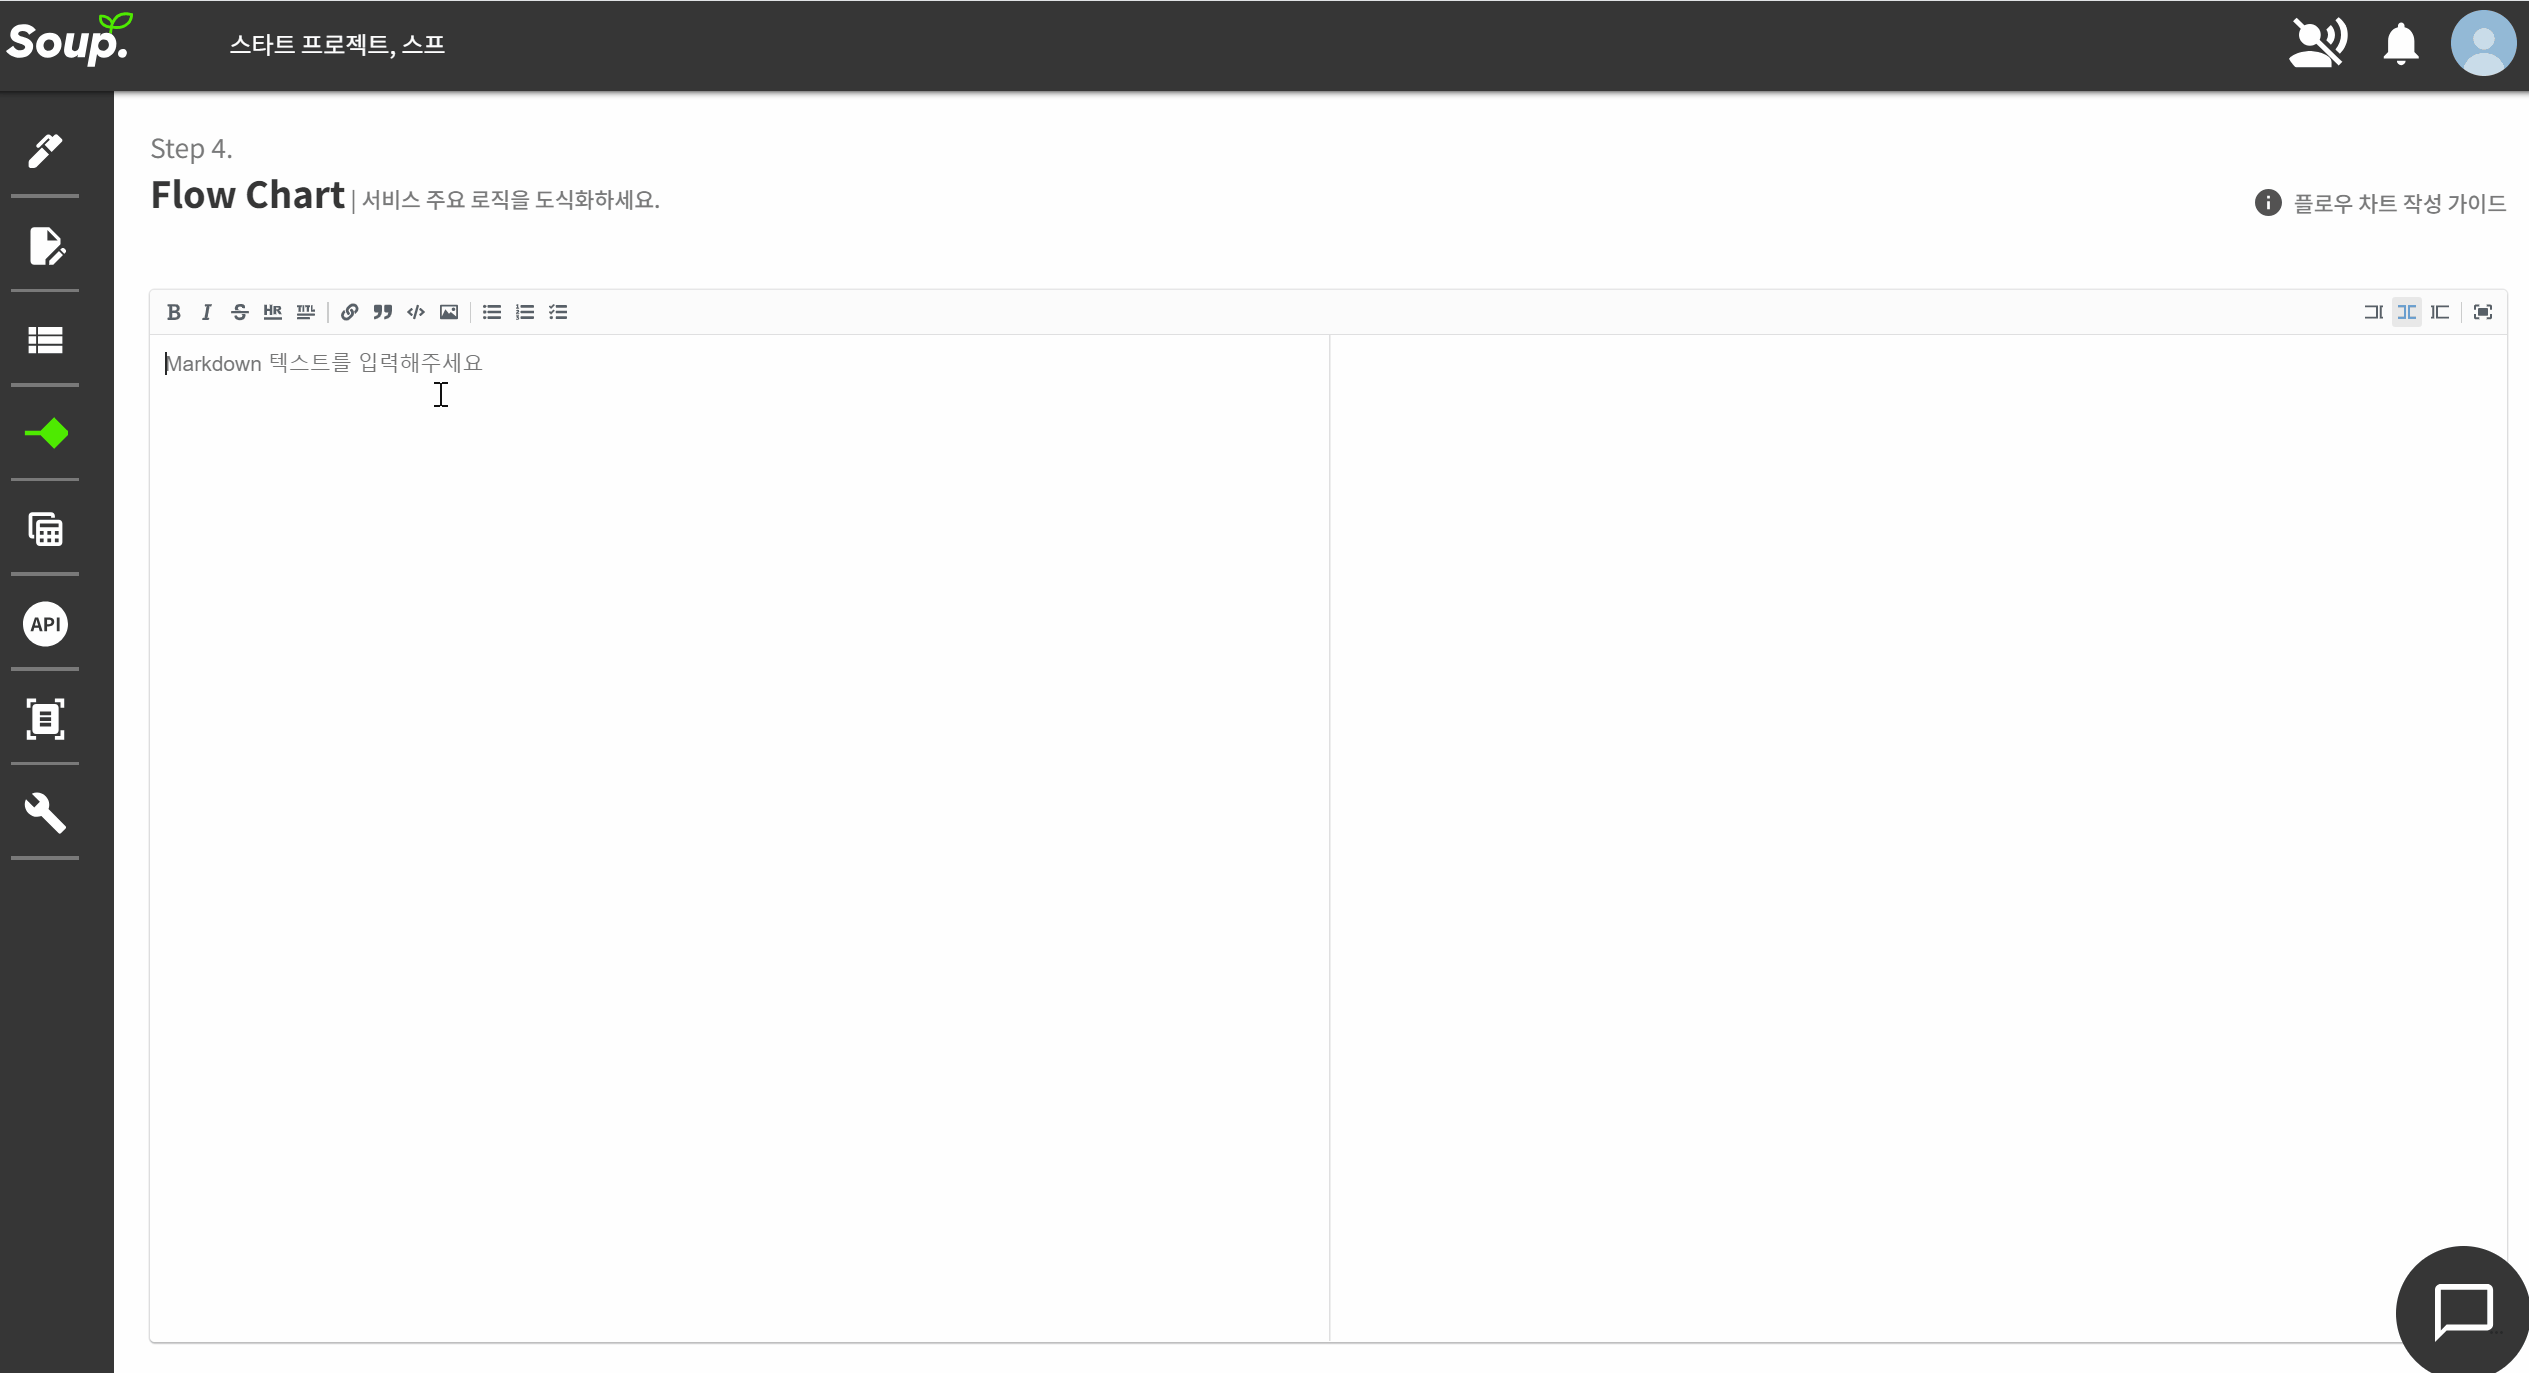 Soup.
스타트 프로젝트, 스프
Step 4.
Flow Chart | 서비스 주요 로직을 도식화하세요.
플로우 차트 작성 가이드
B I S HR TITL
Markdown 텍스트를 입력해주세요
API